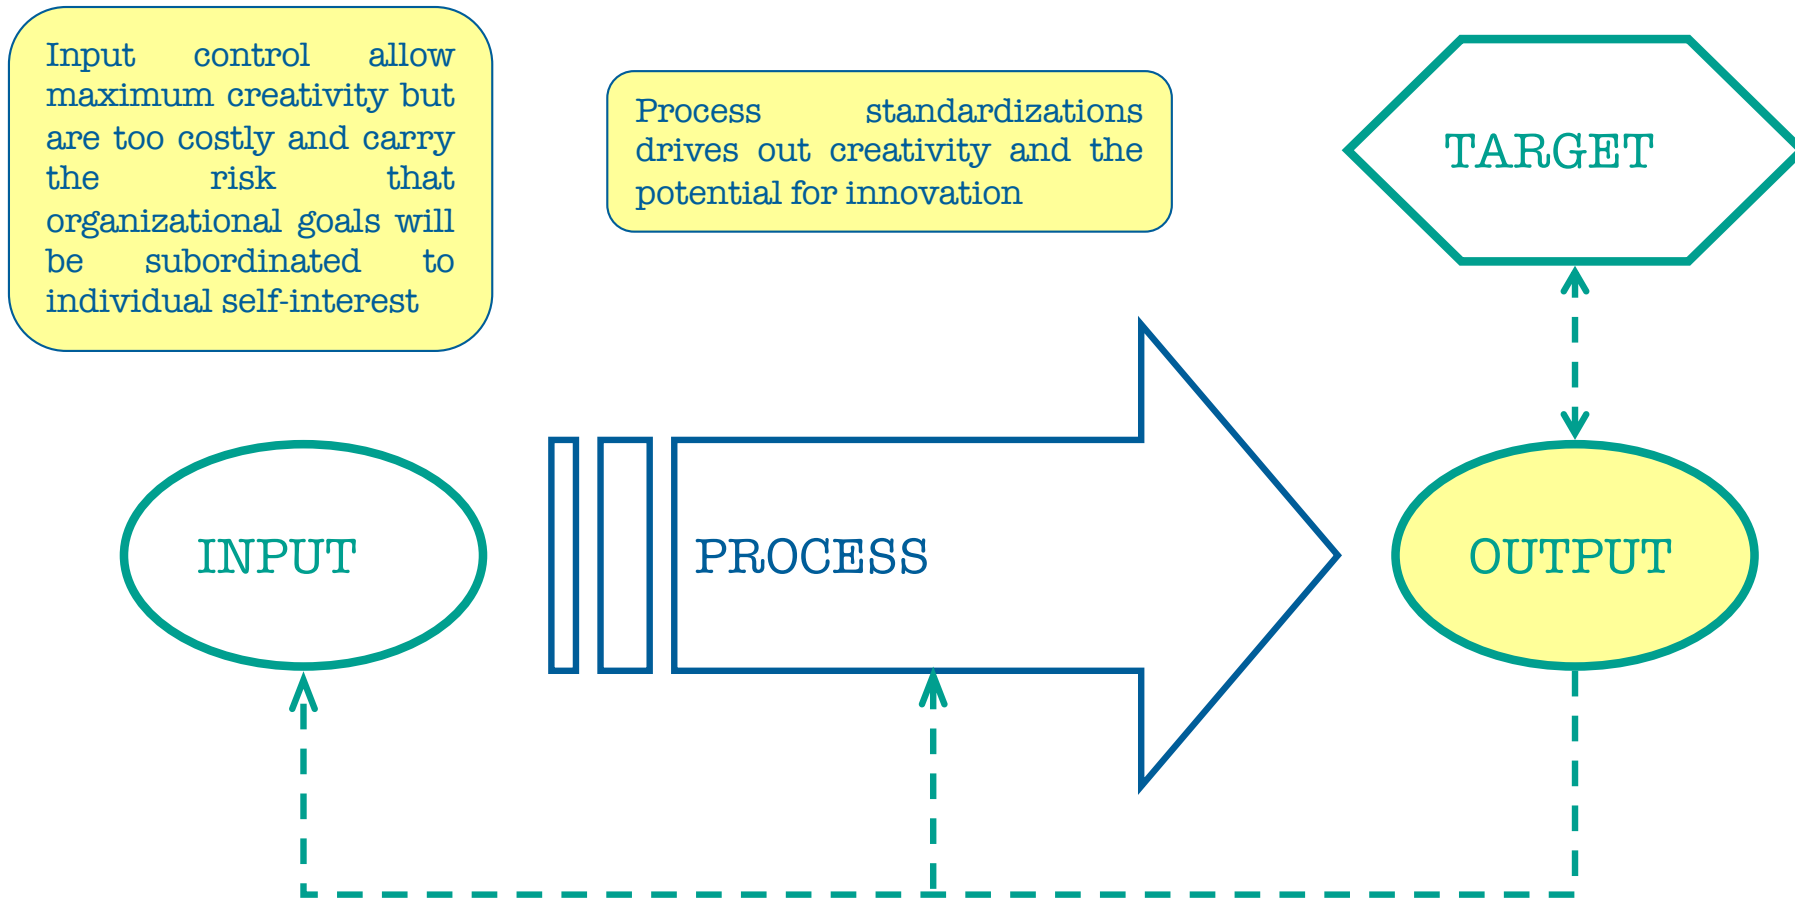 Input control allow
maximum creativity but
are too costly and carry
the risk that
organizational goals will
be subordinated to
individual self-interest
Process standardizations
drives out creativity and the
potential for innovation
TARGET
INPUT
PROCESS
OUTPUT